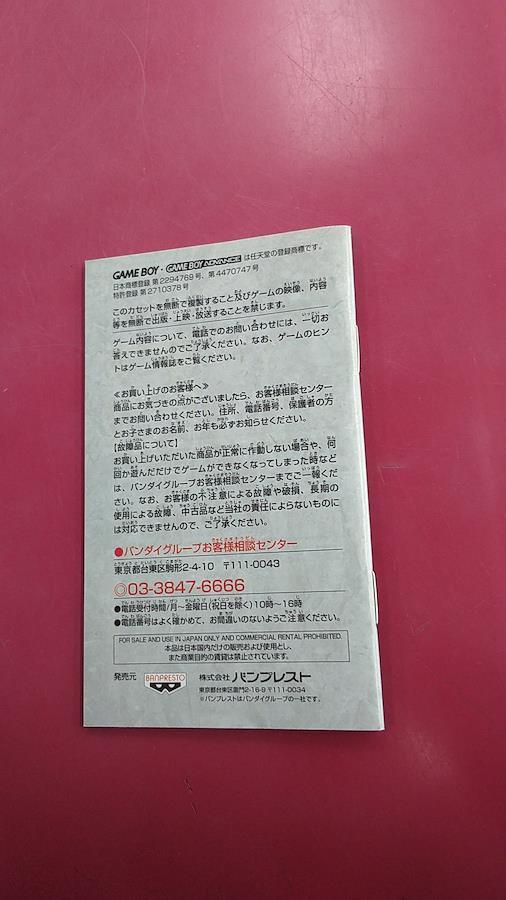 GAME BOY・GAME BOY ADVANCE は任天堂の登録商標です。
日本商標登録 第2294769号、第4470747号
特許登録 第2710378号
このカセットを無断で複製すること及びゲームの映像、内容
等を無断で出版・上映・放送することを禁じます。
ゲーム内容について、電話でのお問い合わせには、一切お
答えできませんのでご了承ください。なお、ゲームのヒン
トはゲーム情報誌をご覧ください。
≪お買い上げのお客様へ≫
商品にお気づきの点がございましたら、お客様相談センター
までお問い合わせください。住所、電話番号、保護者の方
とお子さまのお名前、お年も必ずお知らせください。
【故障品について】
お買い上げいただいた商品が正常に作動しない場合や、何
回か遊んだだけでゲームができなくなってしまった時など
は、バンダイグループお客様相談センターまでご一報くだ
さい。なお、お客様の不注意による故障や破損、長期の
使用による故障、中古品など当社の責任によらないものに
は対応できませんので、ご了承ください。
●バンダイグループお客様相談センター
東京都台東区駒形2-4-10 〒111-0043
◎03-3847-6666
●電話受付時間/月〜金曜日(祝日を除く)10時〜16時
●電話番号はよく確かめて、お間違いのないようご注意ください。
FOR SALE AND USE IN JAPAN ONLY AND COMMERCIAL RENTAL PROHIBITED.
本品は日本国内だけの販売および使用とし、
また商業目的の賃貸は禁止されています。
発売元 BANPRESTO 株式会社 バンプレスト
東京都台東区雷門2-16-9 〒111-0034
※バンプレストはバンダイグループの一社です。